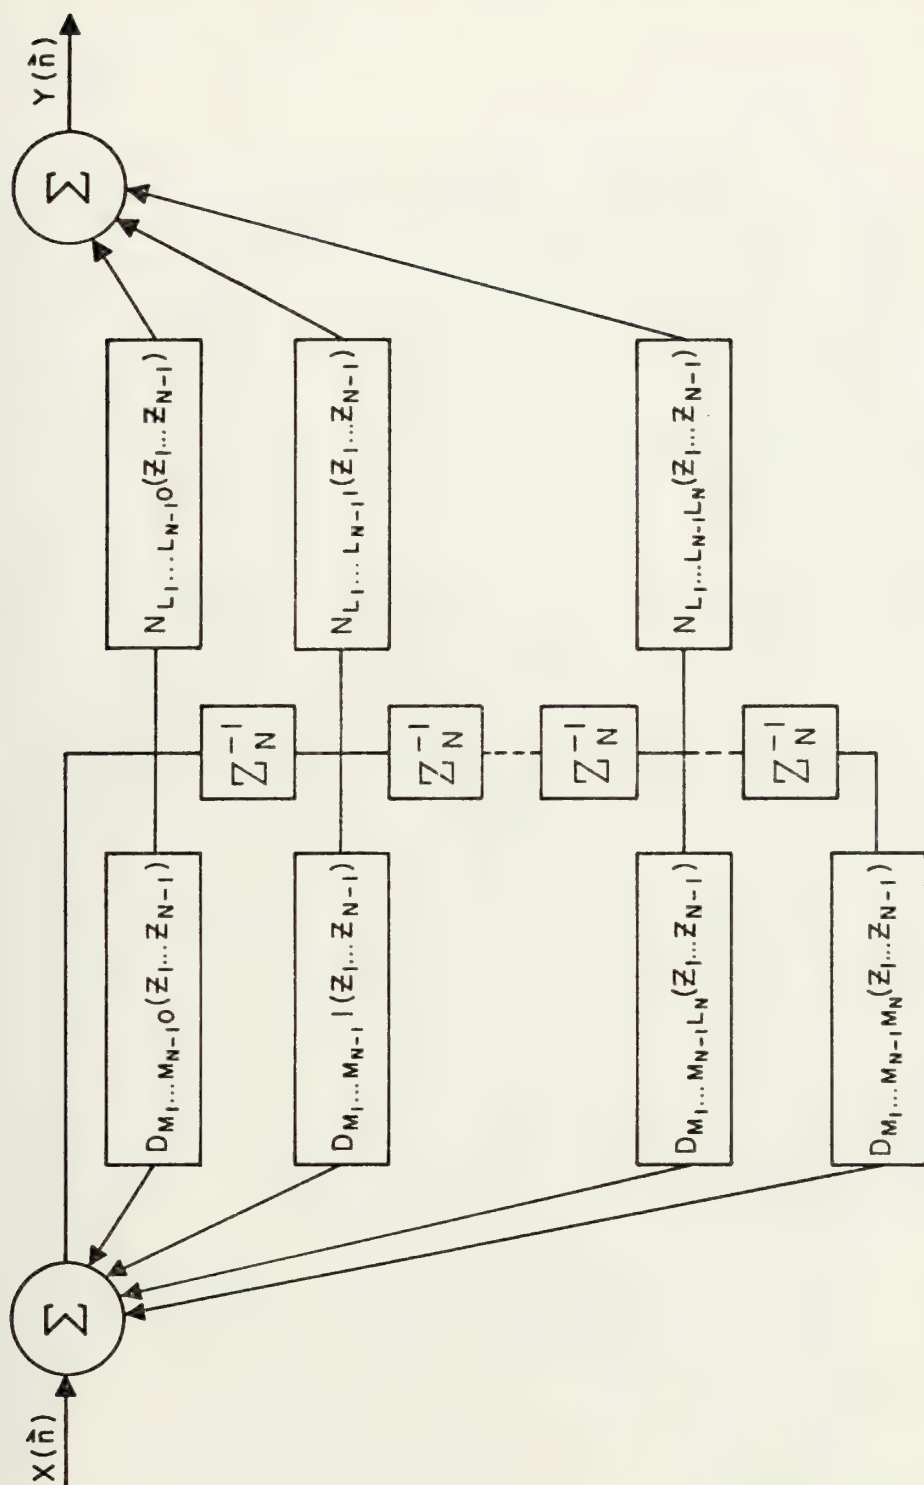 X(n̂)
Σ
D_{M_1...M_{N-1}0}(Z_1...Z_{N-1})
N_{L_1...L_{N-1}0}(Z_1...Z_{N-1})
Σ
Y(n̂)
Z_N^{-1}
D_{M_1...M_{N-1}1}(Z_1...Z_{N-1})
N_{L_1...L_{N-1}1}(Z_1...Z_{N-1})
Z_N^{-1}
Z_N^{-1}
D_{M_1...M_{N-1}L_N}(Z_1...Z_{N-1})
N_{L_1...L_{N-1}L_N}(Z_1...Z_{N-1})
Z_N^{-1}
D_{M_1...M_{N-1}M_N}(Z_1...Z_{N-1})